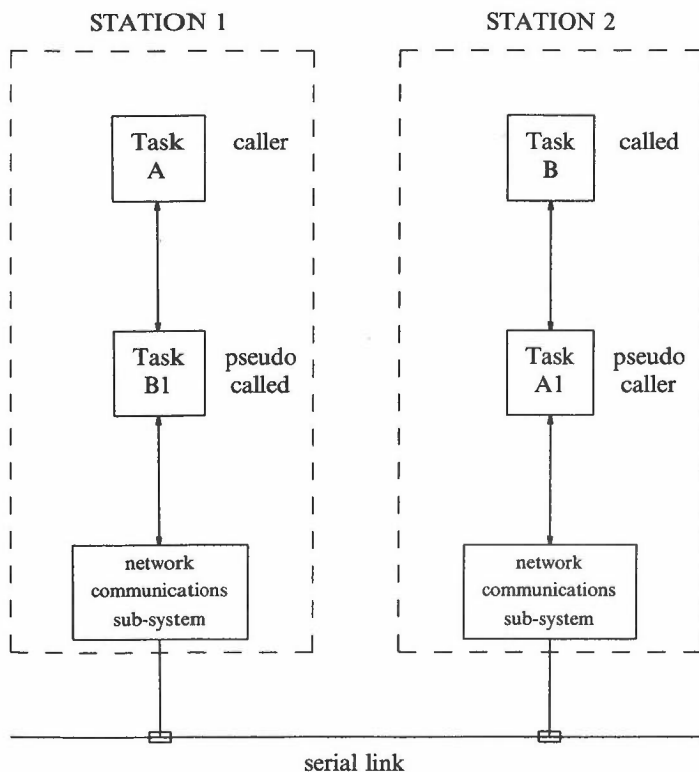 STATION 1
STATION 2
Task
A
caller
Task
B
called
Task
B1
pseudo
called
Task
A1
pseudo
caller
network
communications
sub-system
network
communications
sub-system
serial link